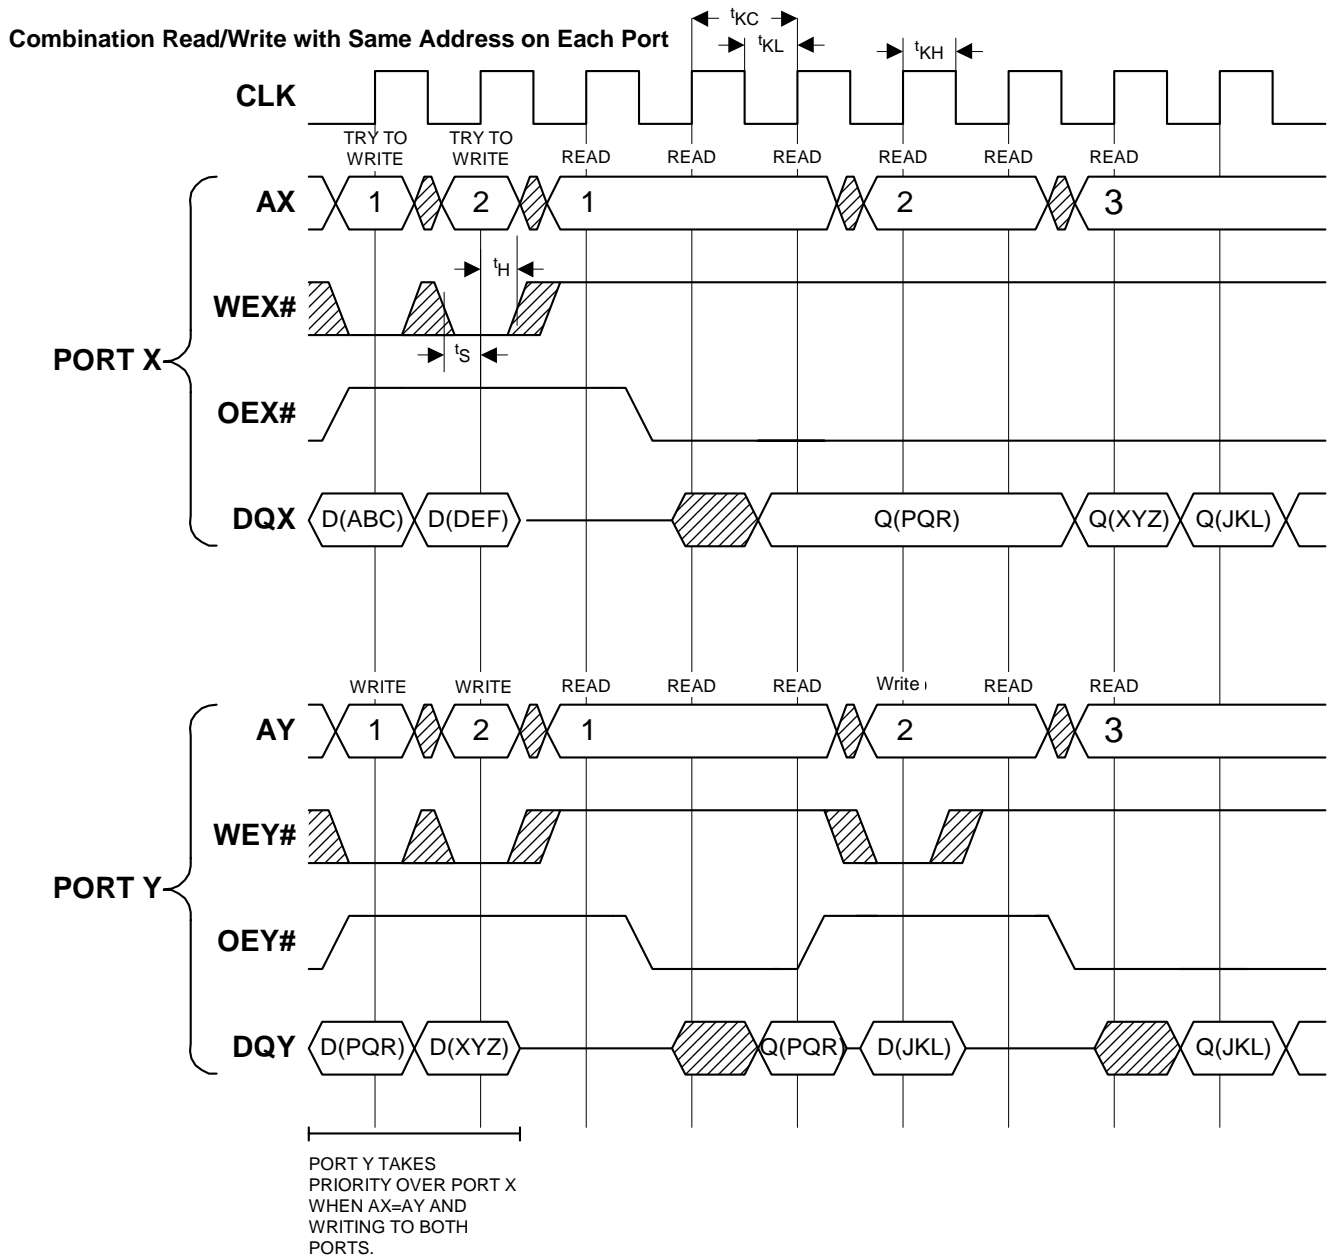 tKC
Combination Read/Write with Same Address on Each Port
tKL
tKH
CLK
TRY TO
WRITE
TRY TO
WRITE
READ
READ
READ
READ
READ
READ
AX
1
2
1
2
3
tH
WEX#
PORT X
tS
OEX#
DQX
D(ABC)
D(DEF)
Q(PQR)
Q(XYZ)
Q(JKL)
WRITE
WRITE
READ
READ
READ
Write
READ
READ
AY
1
2
1
2
3
WEY#
PORT Y
OEY#
DQY
D(PQR)
D(XYZ)
Q(PQR)
D(JKL)
Q(JKL)
PORT Y TAKES
PRIORITY OVER PORT X
WHEN AX=AY AND
WRITING TO BOTH
PORTS.